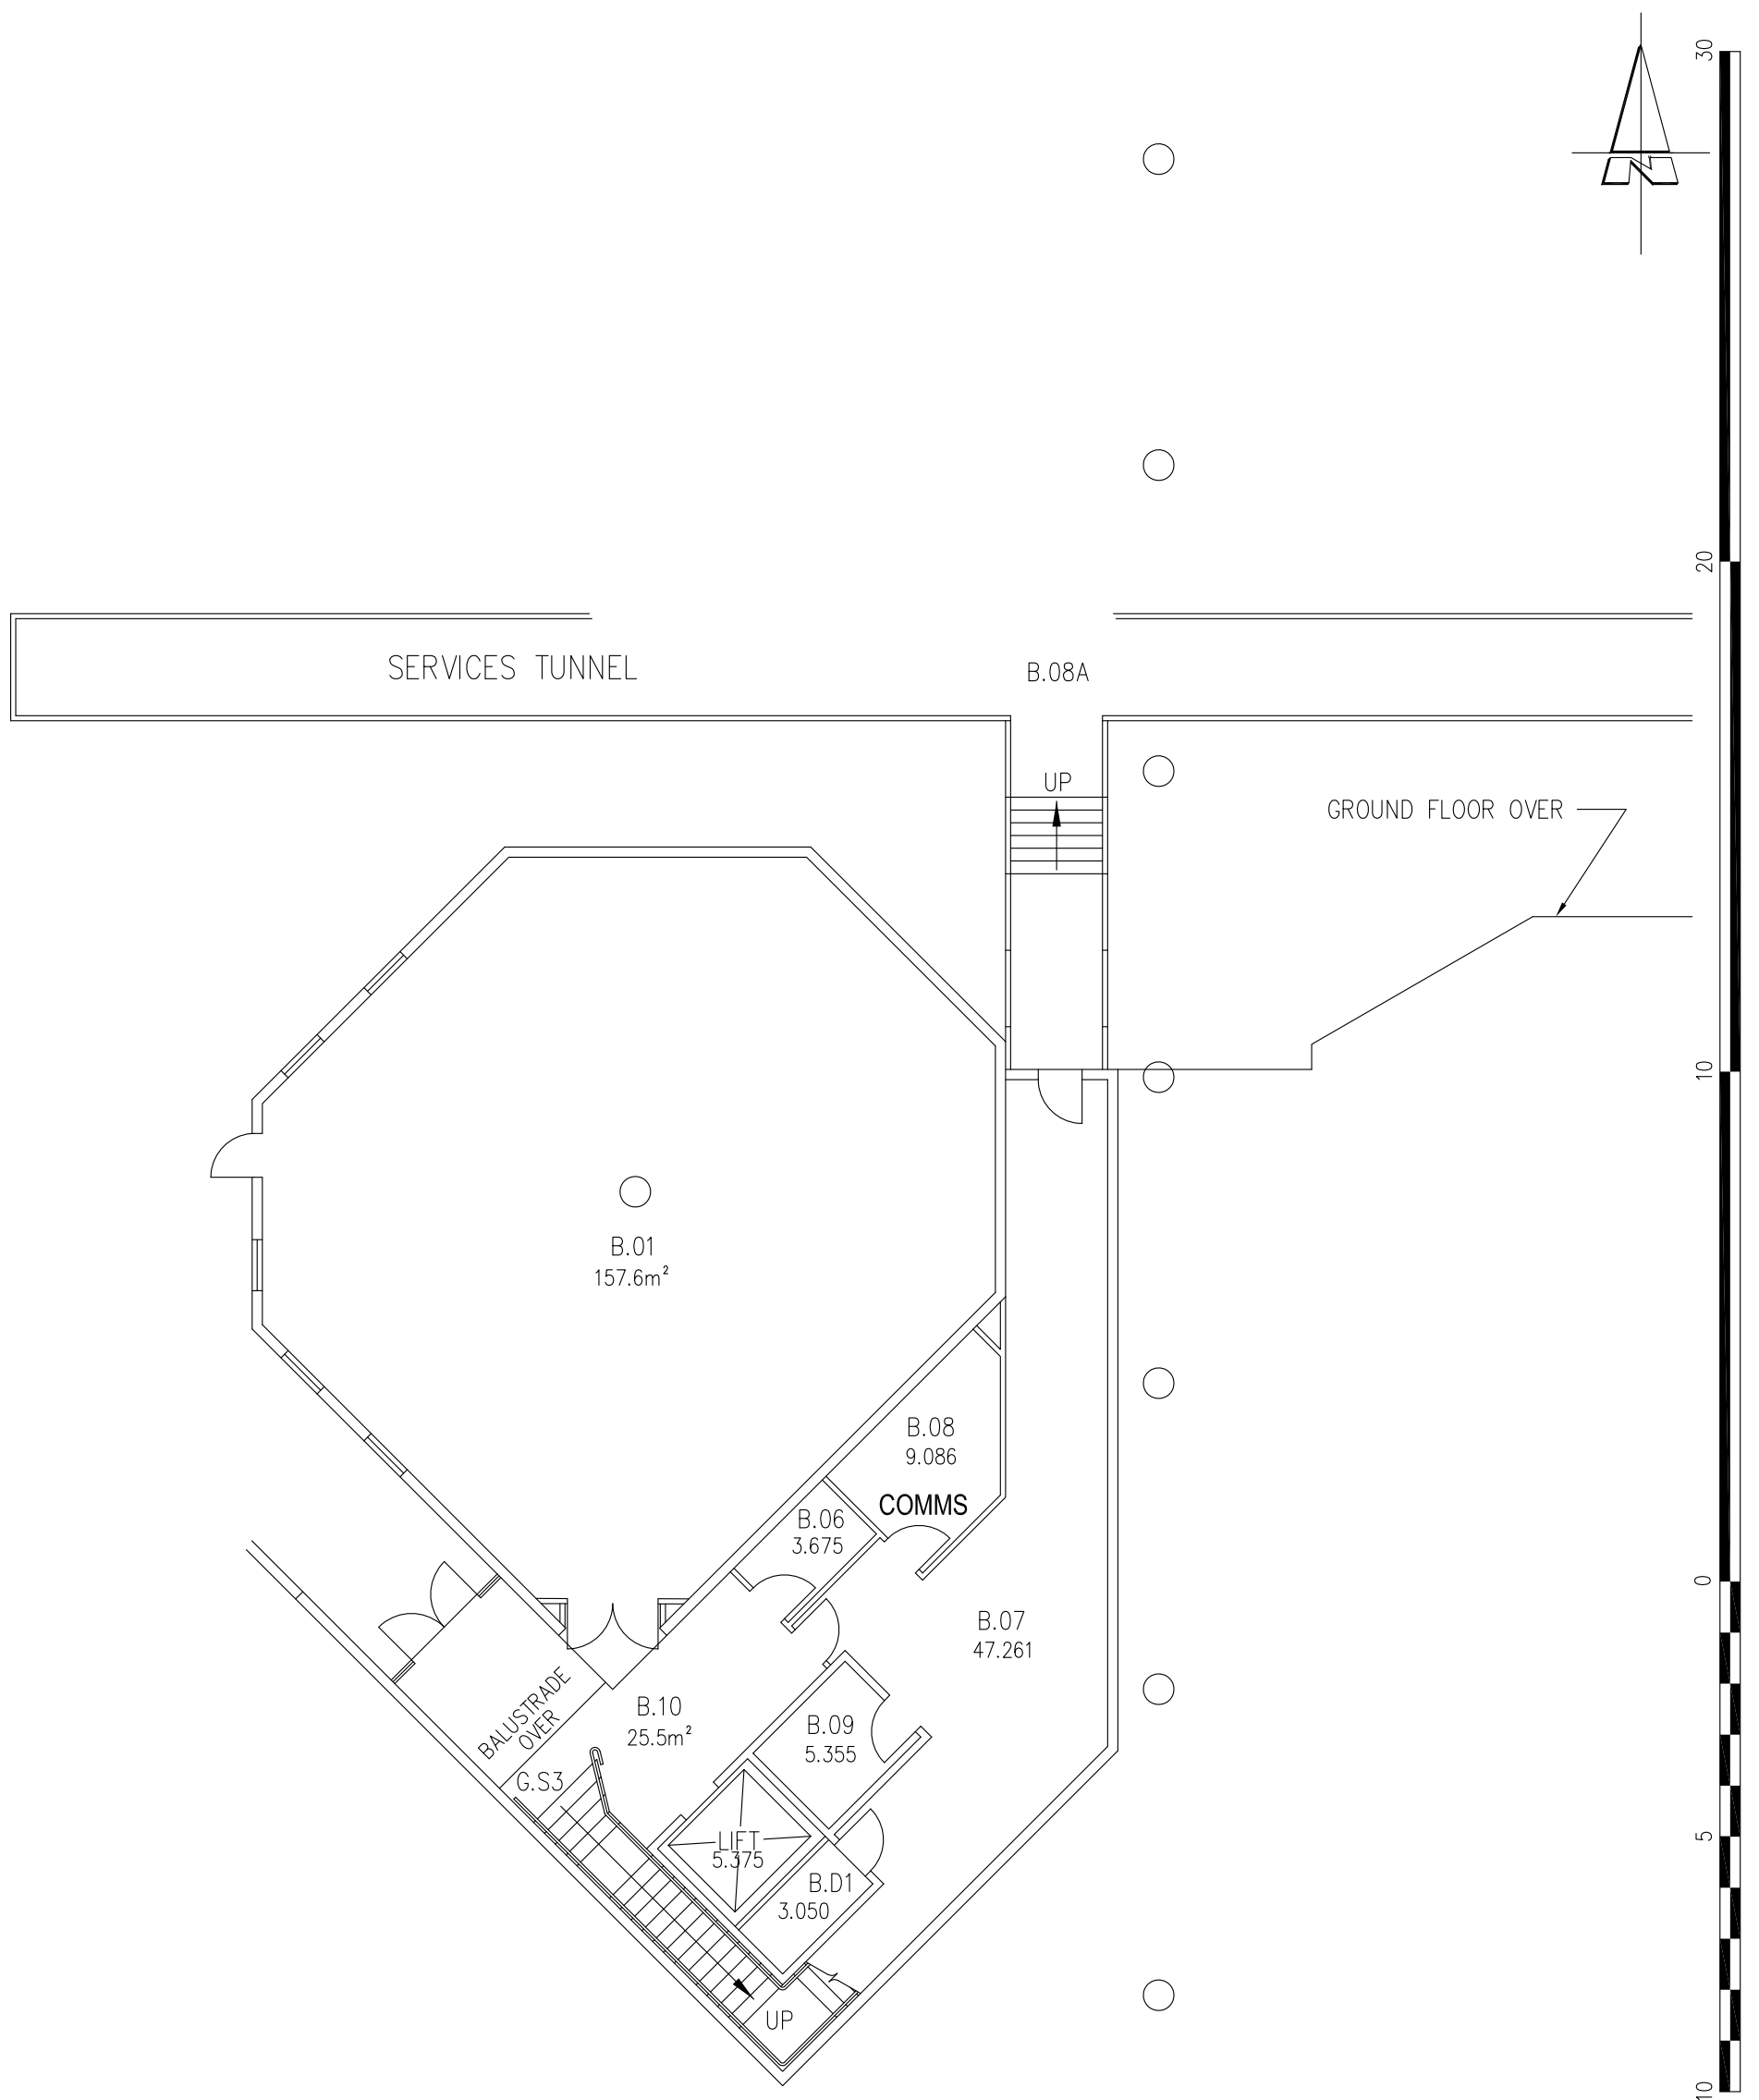 30
N
20
SERVICES TUNNEL
B.08A
UP
GROUND FLOOR OVER
10
B.01
157.6m²
B.08
9.086
COMMS
B.06
3.675
0
B.07
47.261
BALUSTRADE
OVER
B.10
25.5m²
B.09
5.355
G.S3
LIFT
5.375
5
B.D1
3.050
UP
10